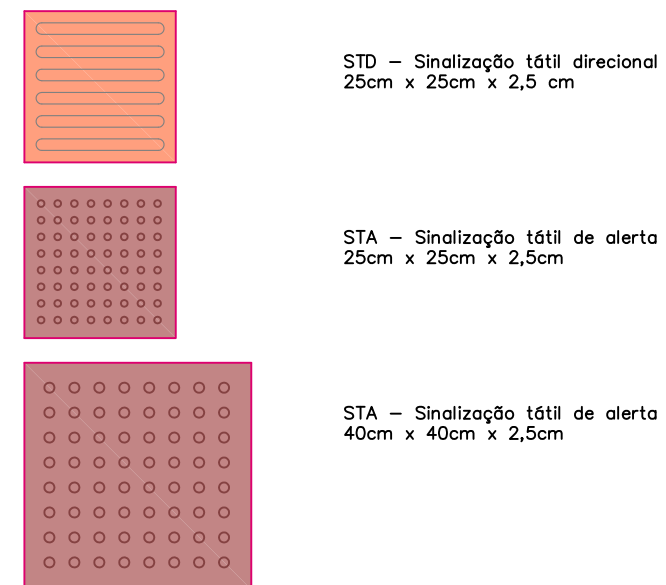 STD – Sinalização tátil direcional
25cm x 25cm x 2,5 cm
STA – Sinalização tátil de alerta
25cm x 25cm x 2,5cm
STA – Sinalização tátil de alerta
40cm x 40cm x 2,5cm